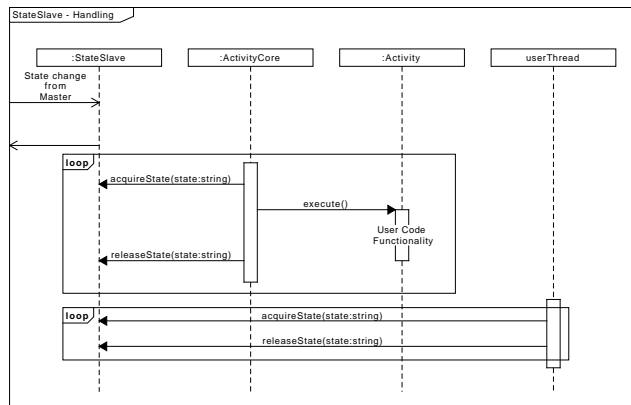 StateSlave - Handling
:StateSlave
:ActivityCore
:Activity
userThread
State change
from
Master
loop
acquireState(state:string)
execute()
User Code
Functionality
releaseState(state:string)
loop
acquireState(state:string)
releaseState(state:string)